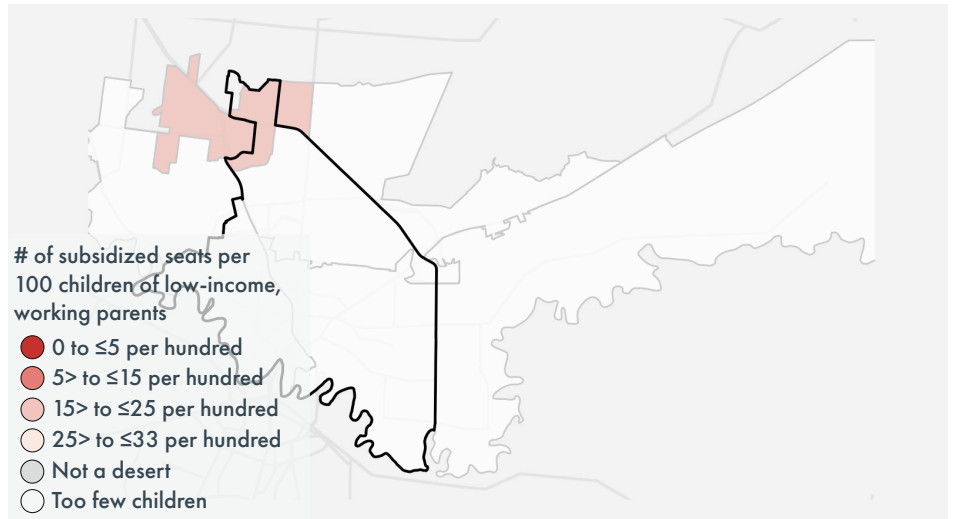 # of subsidized seats per
100 children of low-income,
working parents
0 to ≤5 per hundred
5> to ≤15 per hundred
15> to ≤25 per hundred
25> to ≤33 per hundred
Not a desert
Too few children